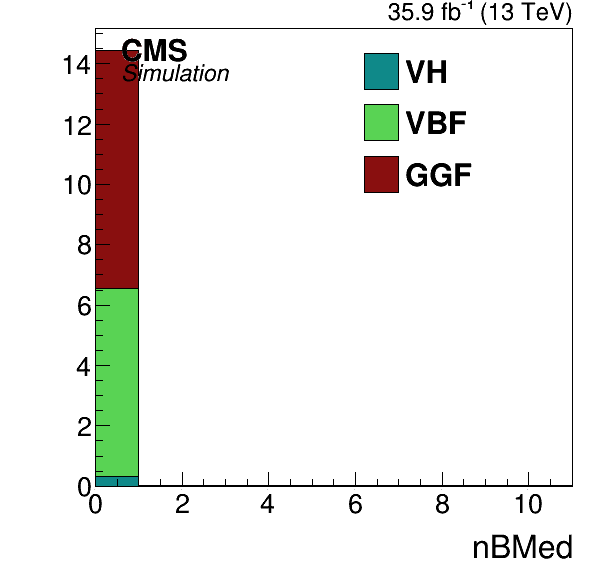 35.9 fb⁻¹ (13 TeV)
CMS
Simulation
VH
VBF
GGF
14
12
10
8
6
4
2
0
0 2 4 6 8 10
nBMed